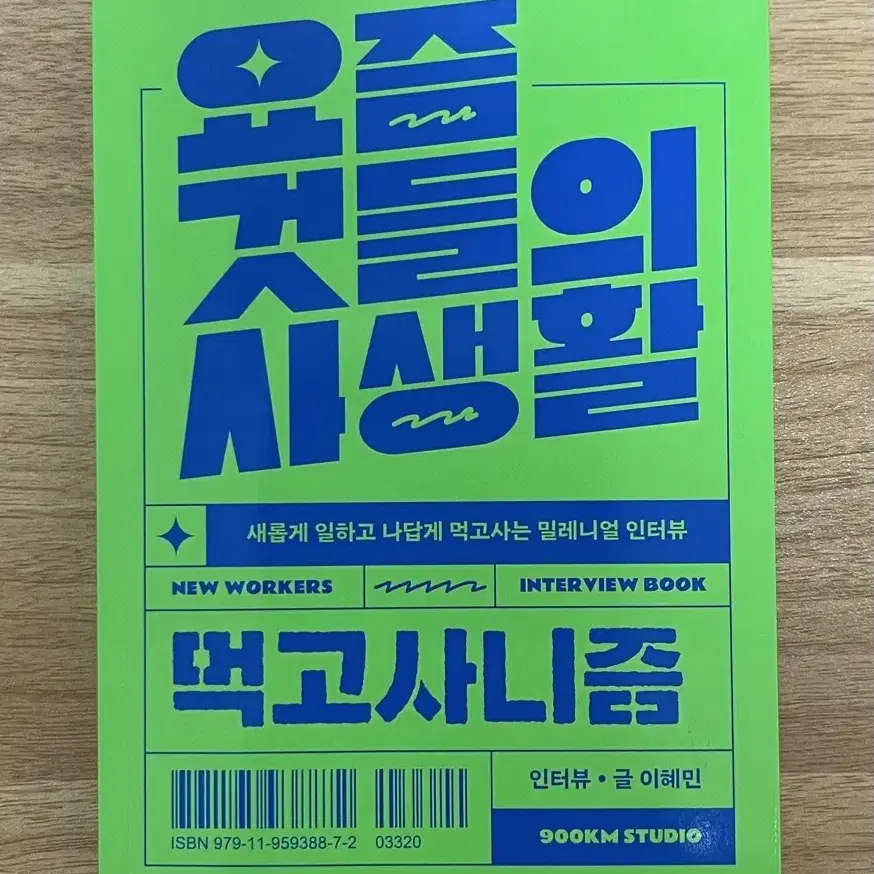 요즘
것들의
사생활
새롭게 일하고 나답게 먹고사는 밀레니얼 인터뷰
NEW WORKERS
INTERVIEW BOOK
먹고사니즘
인터뷰 • 글 이혜민
ISBN 979-11-959388-7-2 03320
900KM STUDIO